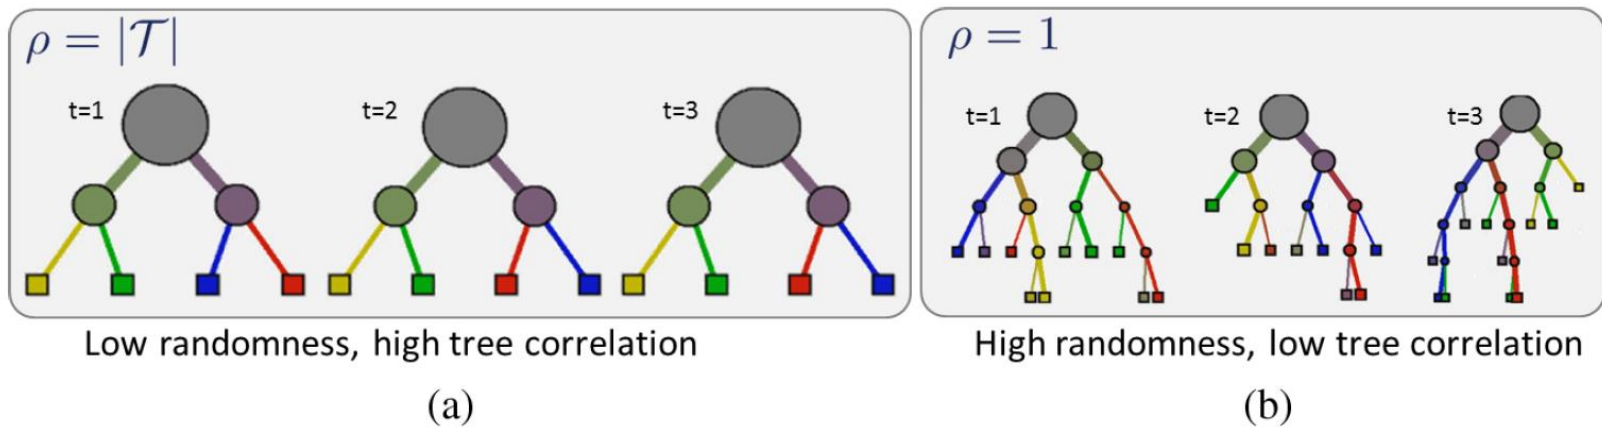 ρ = |𝒯|
t=1
t=2
t=3
Low randomness, high tree correlation
(a)
ρ = 1
t=1
t=2
t=3
High randomness, low tree correlation
(b)